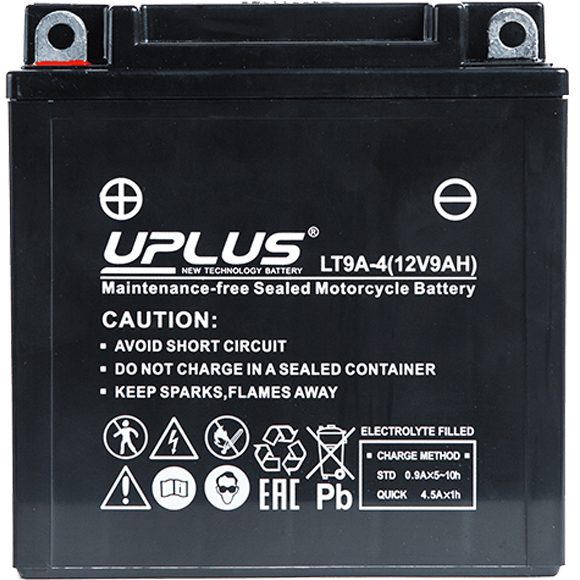 UPLUS®
NEW TECHNOLOGY BATTERY
LT9A-4(12V9AH)
Maintenance-free Sealed Motorcycle Battery
CAUTION:
▪ AVOID SHORT CIRCUIT
▪ DO NOT CHARGE IN A SEALED CONTAINER
▪ KEEP SPARKS,FLAMES AWAY
ELECTROLYTE FILLED
▪ CHARGE METHOD ▪
STD 0.9A×5~10h
QUICK 4.5A×1h
EAC Pb